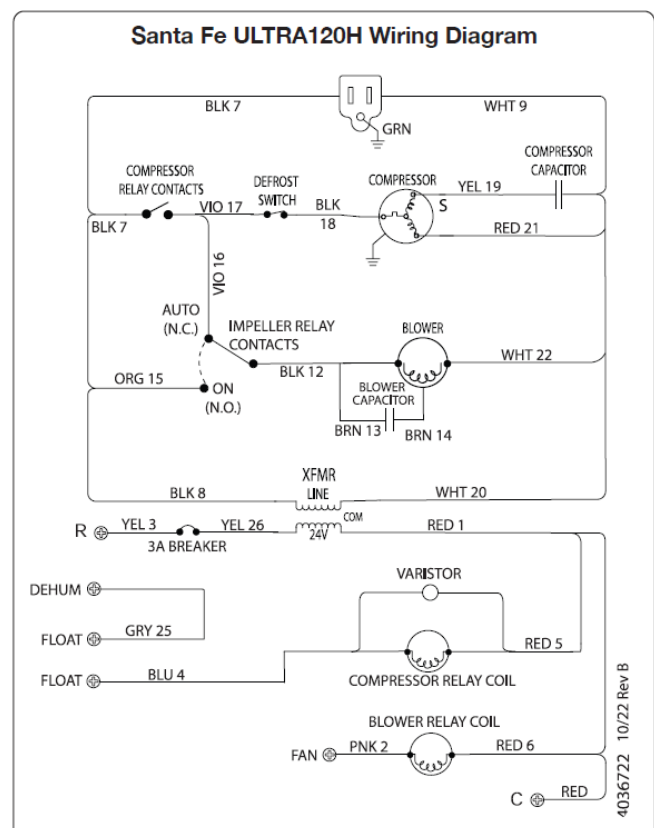 Santa Fe ULTRA120H Wiring Diagram
BLK 7
WHT 9
GRN
COMPRESSOR
CAPACITOR
COMPRESSOR
RELAY CONTACTS
DEFROST
SWITCH
COMPRESSOR
YEL 19
S
VIO 17
BLK
18
RED 21
BLK 7
VIO 16
AUTO
(N.C.)
IMPELLER RELAY
CONTACTS
BLOWER
WHT 22
BLK 12
ORG 15
ON
(N.O.)
BLOWER
CAPACITOR
BRN 13
BRN 14
XFMR
LINE
BLK 8
WHT 20
COM
R
YEL 3
YEL 26
24V
RED 1
3A BREAKER
VARISTOR
DEHUM
FLOAT
GRY 25
RED 5
FLOAT
BLU 4
COMPRESSOR RELAY COIL
BLOWER RELAY COIL
FAN
PNK 2
RED 6
C
RED
4036722 10/22 Rev B